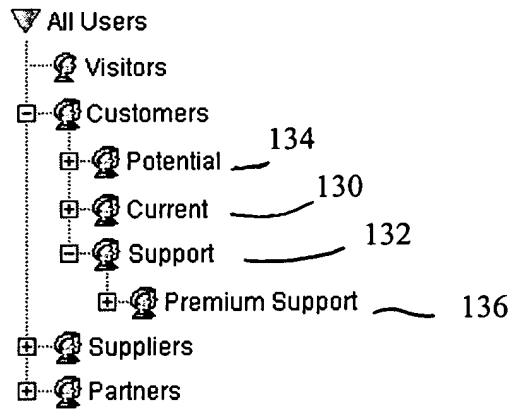 All Users
Visitors
Customers
Potential 134
Current 130
Support 132
Premium Support 136
Suppliers
Partners